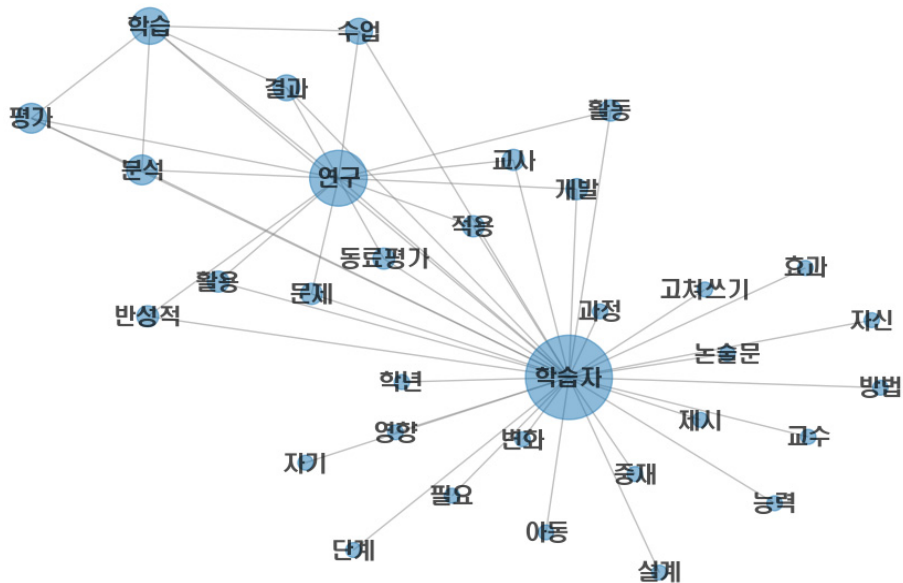 학습
수업
결과
평가
활동
분석
교사
연구
개발
적용
동료평가
효과
활용
문제
고쳐쓰기
반성적
과정
자신
논술문
학년
학습자
방법
제시
영향
변화
교수
자기
중재
필요
능력
아동
단계
설계